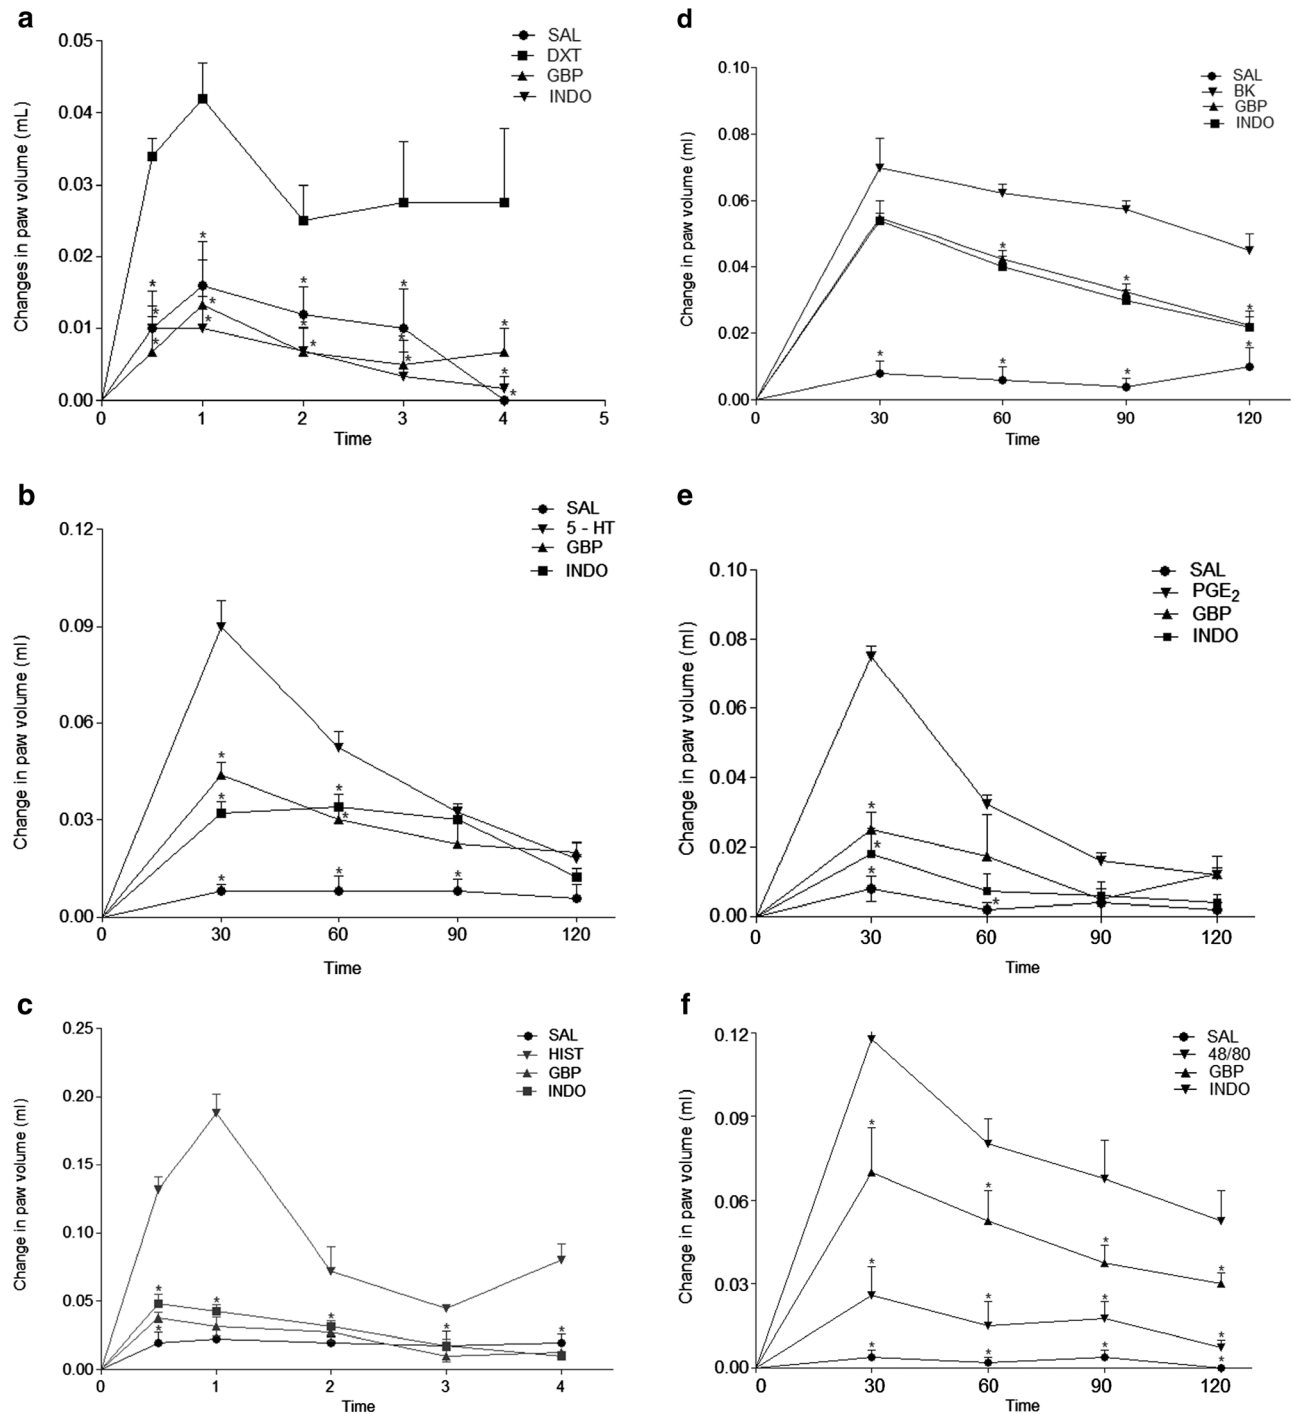 a
0.05
0.04
0.03
0.02
0.01
0.00
Changes in paw volume (mL)
0 1 2 3 4 5
Time
SAL
DXT
GBP
INDO
* * * * * * * * * * * * * * *
d
0.10
0.08
0.06
0.04
0.02
0.00
Change in paw volume (ml)
0 30 60 90 120
Time
SAL
BK
GBP
INDO
* * * * * * *
b
0.12
0.09
0.06
0.03
0.00
Change in paw volume (ml)
0 30 60 90 120
Time
SAL
5 - HT
GBP
INDO
* * * * * * *
e
0.10
0.08
0.06
0.04
0.02
0.00
Change in paw volume (ml)
0 30 60 90 120
Time
SAL
PGE₂
GBP
INDO
* * * *
c
0.25
0.20
0.15
0.10
0.05
0.00
Change in paw volume (ml)
0 1 2 3 4
Time
SAL
HIST
GBP
INDO
* * * * * *
f
0.12
0.09
0.06
0.03
0.00
Change in paw volume (ml)
0 30 60 90 120
Time
SAL
48/80
GBP
INDO
* * * * * * * * * * * *